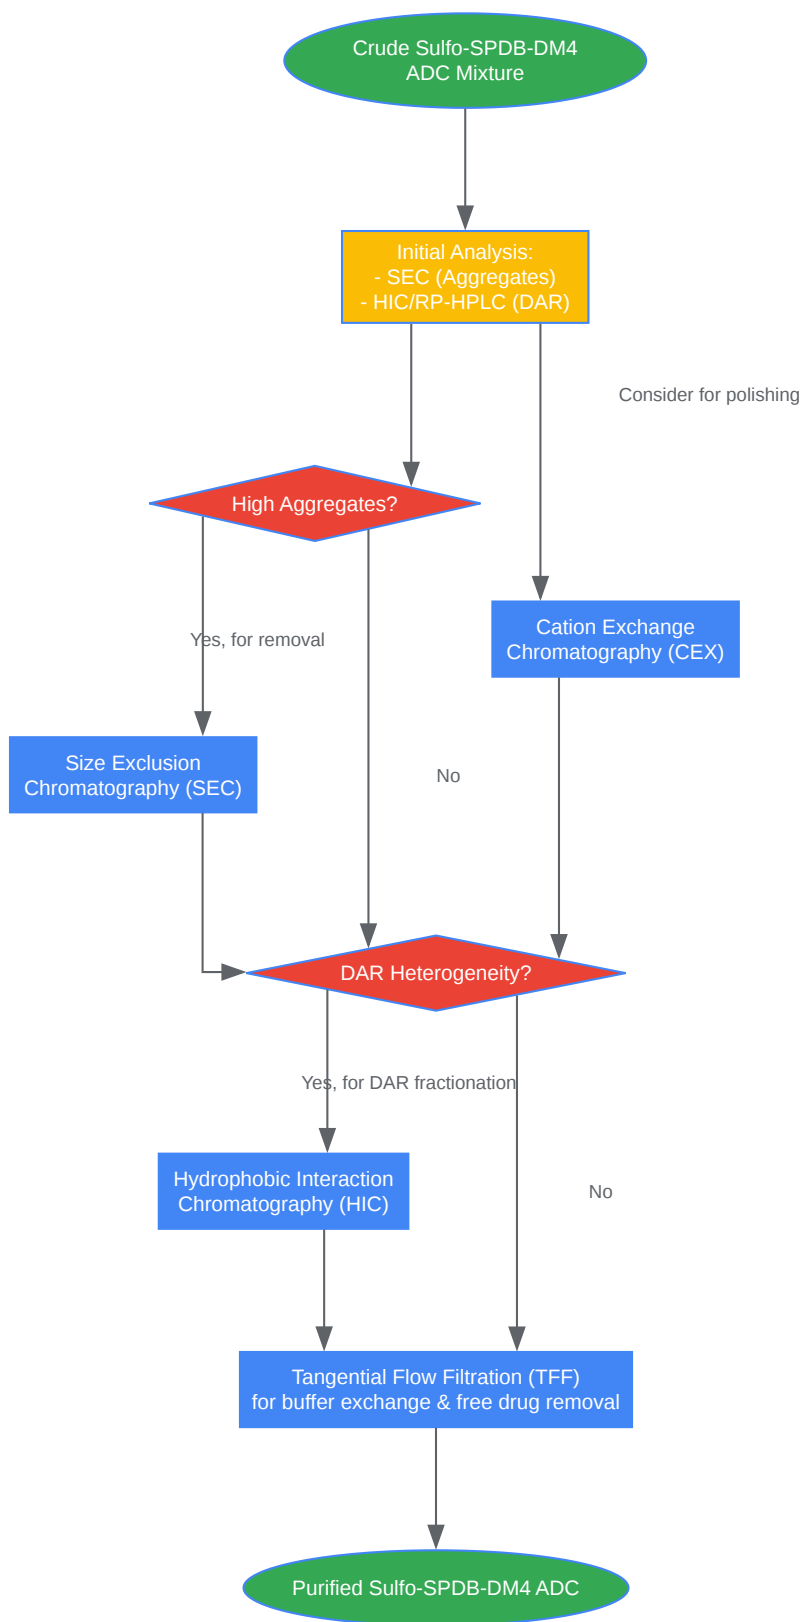 Crude Sulfo-SPDB-DM4
ADC Mixture
Initial Analysis:
- SEC (Aggregates)
- HIC/RP-HPLC (DAR)
Consider for polishing
High Aggregates?
Cation Exchange
Chromatography (CEX)
Yes, for removal
Size Exclusion
Chromatography (SEC)
No
DAR Heterogeneity?
Yes, for DAR fractionation
Hydrophobic Interaction
Chromatography (HIC)
No
Tangential Flow Filtration (TFF)
for buffer exchange & free drug removal
Purified Sulfo-SPDB-DM4 ADC